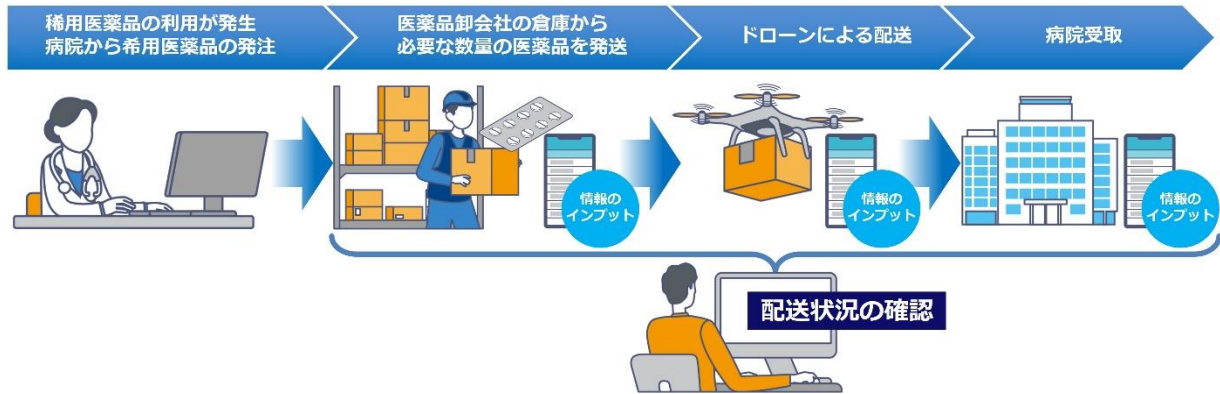 稀用医薬品の利用が発生
病院から希用医薬品の発注
医薬品卸会社の倉庫から
必要な数量の医薬品を発送
ドローンによる配送
病院受取
情報の
インプット
情報の
インプット
情報の
インプット
配送状況の確認